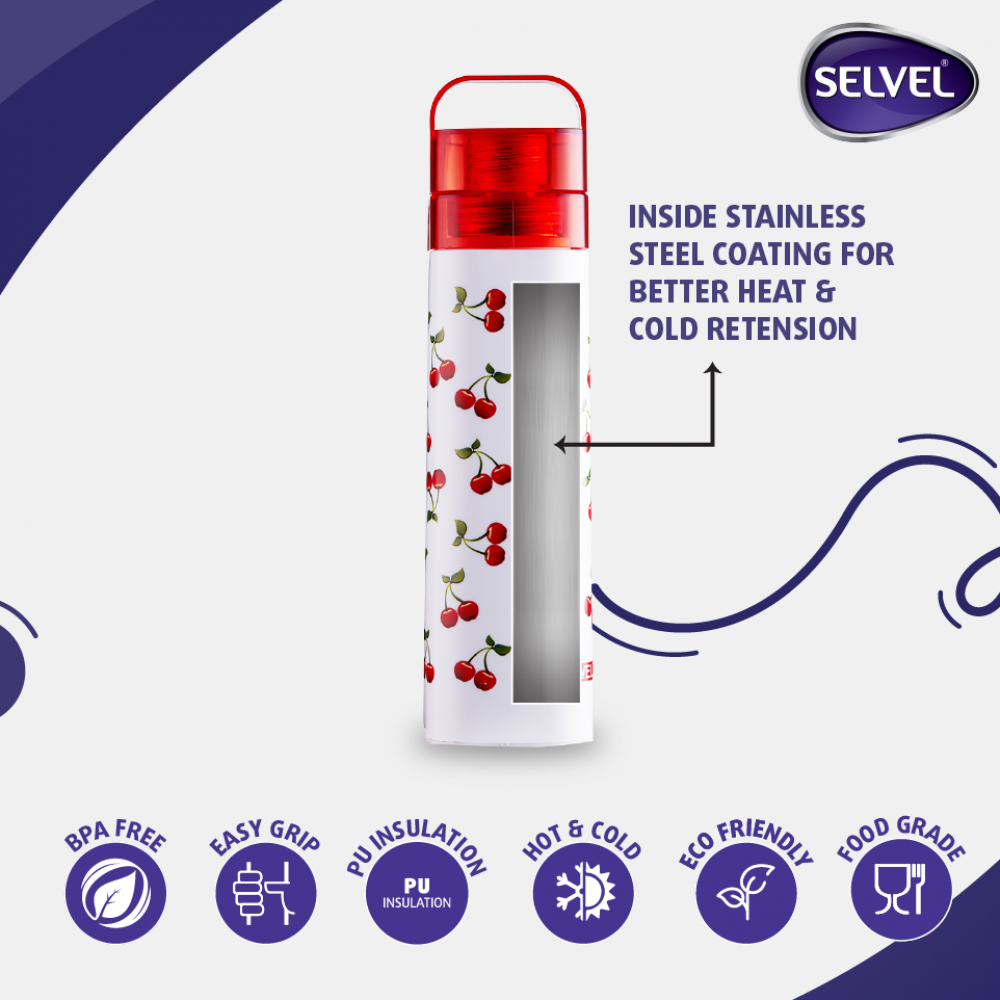 SELVEL®
INSIDE STAINLESS
STEEL COATING FOR
BETTER HEAT &
COLD RETENSION
BPA FREE
EASY GRIP
PU INSULATION
PU
INSULATION
HOT & COLD
ECO FRIENDLY
FOOD GRADE